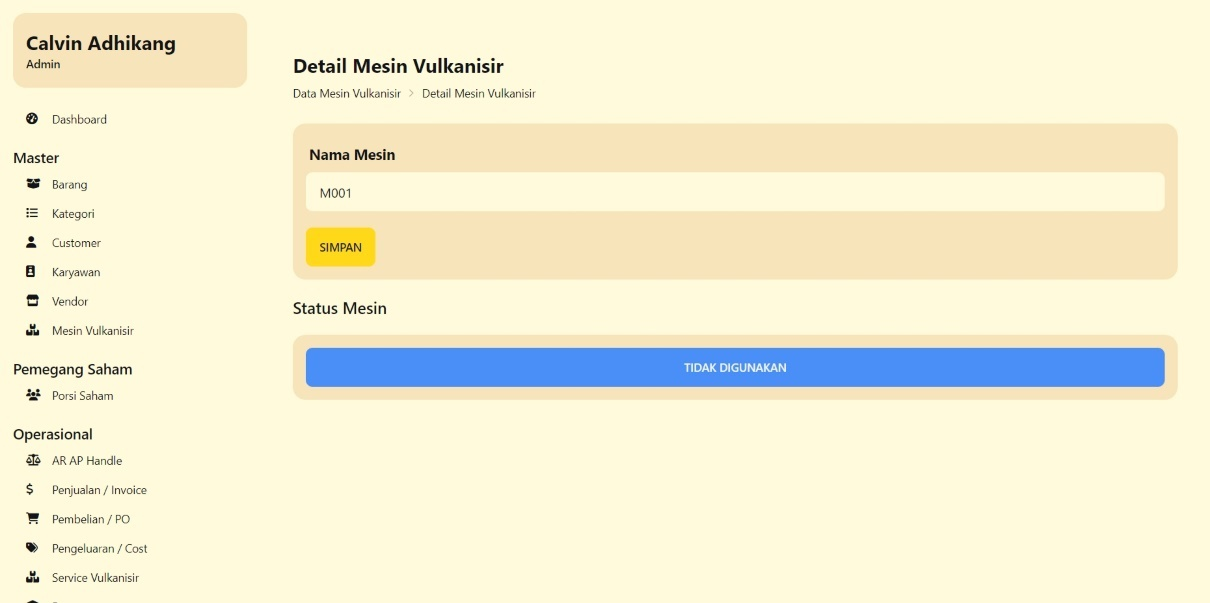 Calvin Adhikang
Admin
Dashboard
Master
Barang
Kategori
Customer
Karyawan
Vendor
Mesin Vulkanisir
Pemegang Saham
Porsi Saham
Operasional
AR AP Handle
Penjualan / Invoice
Pembelian / PO
Pengeluaran / Cost
Service Vulkanisir
Detail Mesin Vulkanisir
Data Mesin Vulkanisir > Detail Mesin Vulkanisir
Nama Mesin
M001
SIMPAN
Status Mesin
TIDAK DIGUNAKAN